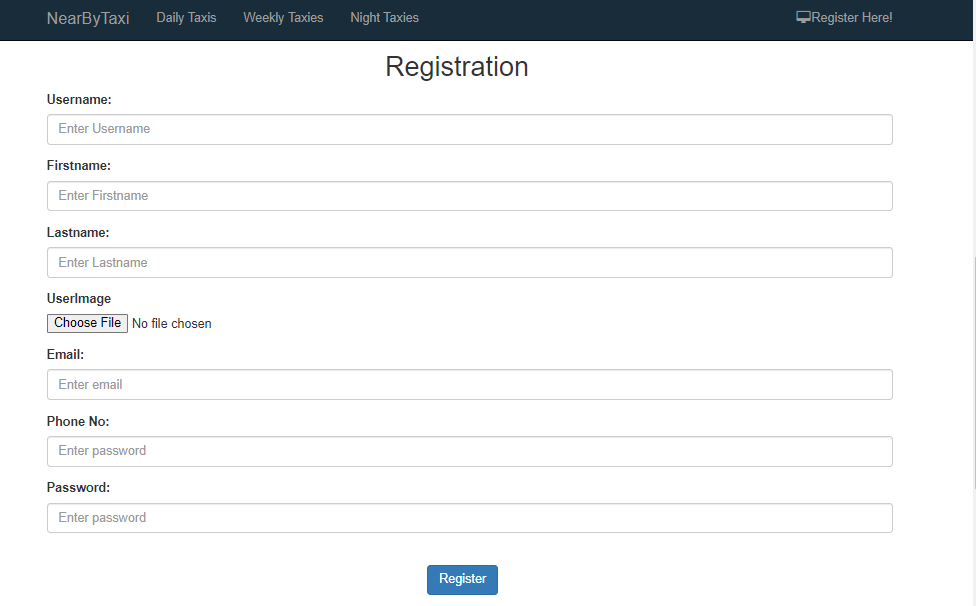 NearByTaxi Daily Taxis Weekly Taxies Night Taxies Register Here!
Registration
Username:
Enter Username
Firstname:
Enter Firstname
Lastname:
Enter Lastname
UserImage
Choose File No file chosen
Email:
Enter email
Phone No:
Enter password
Password:
Enter password
Register